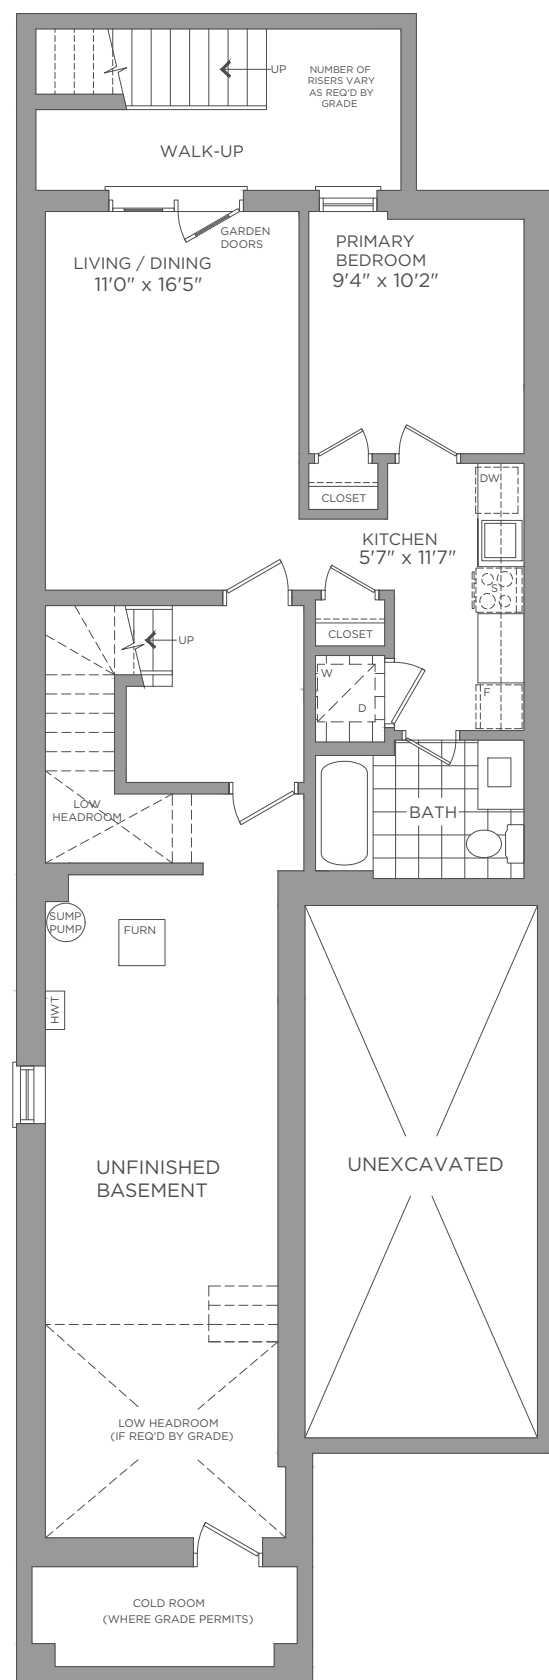 UP
NUMBER OF
RISERS VARY
AS REQ'D BY
GRADE
WALK-UP
GARDEN
DOORS
LIVING / DINING
11'0" x 16'5"
PRIMARY
BEDROOM
9'4" x 10'2"
CLOSET
DW
KITCHEN
5'7" x 11'7"
S
UP
CLOSET
W
D
F
LOW
HEADROOM
BATH
SUMP
PUMP
FURN
HWT
UNFINISHED
BASEMENT
UNEXCAVATED
LOW HEADROOM
(IF REQ'D BY GRADE)
COLD ROOM
(WHERE GRADE PERMITS)